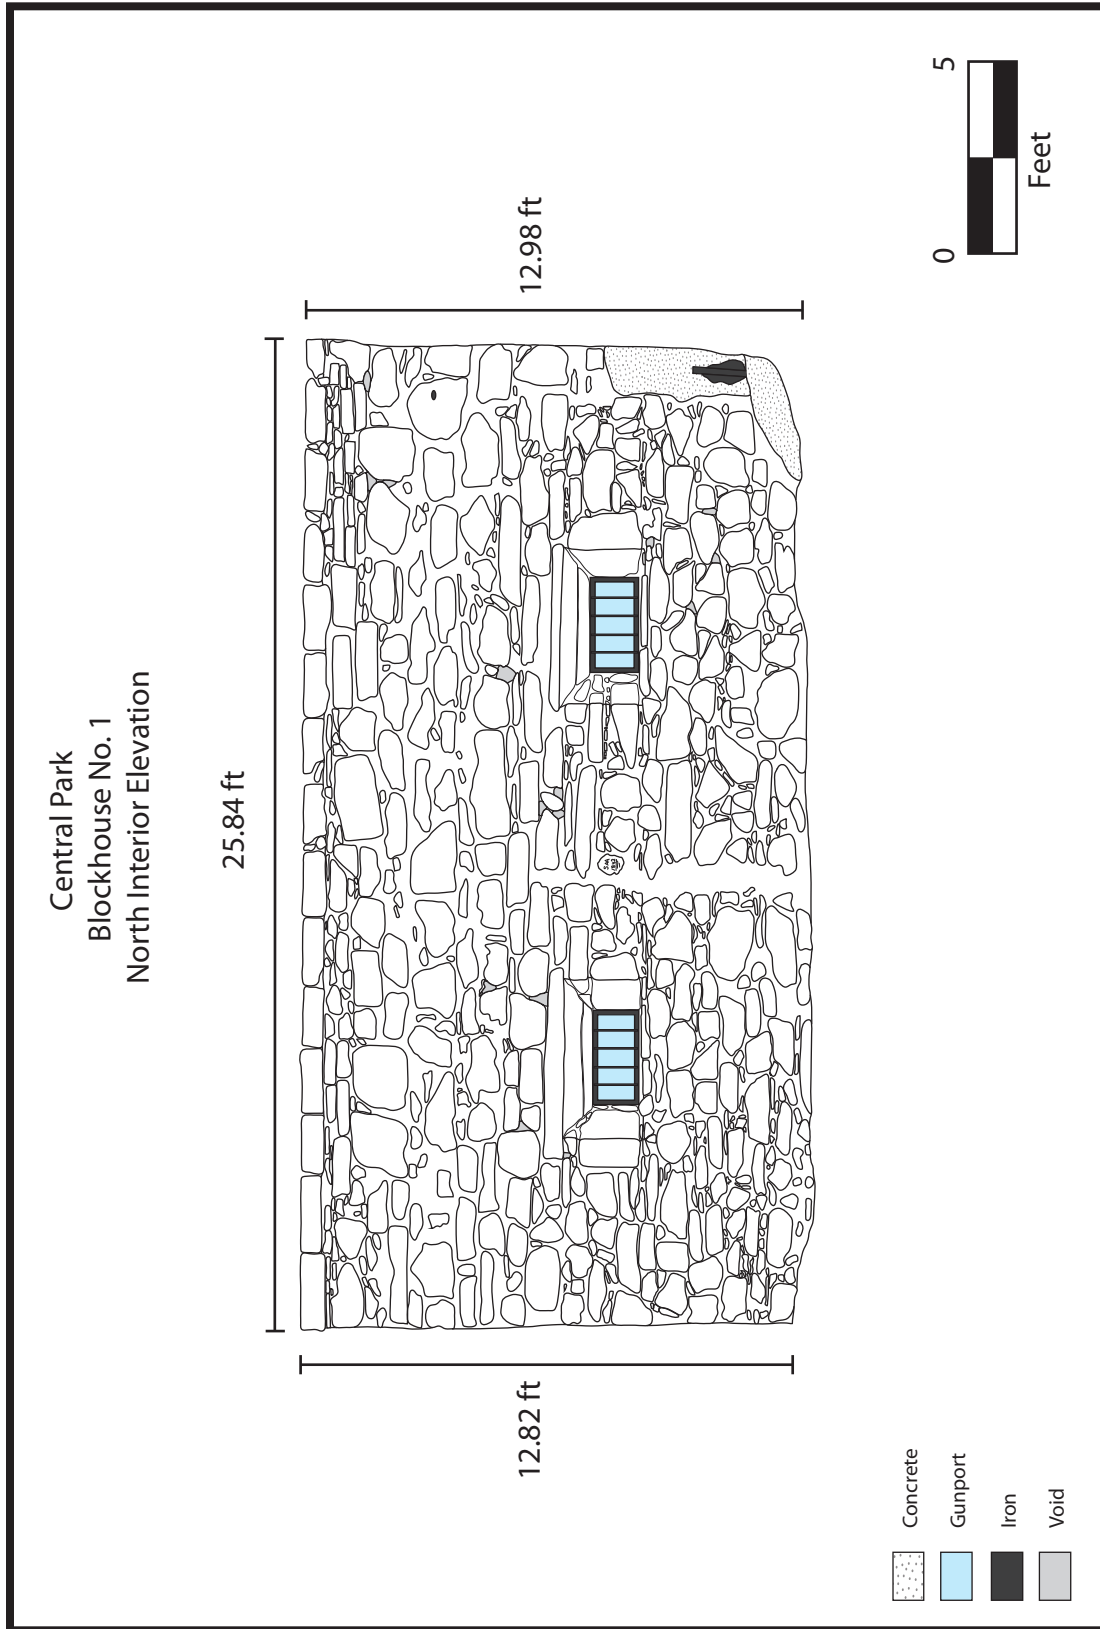 Central Park
Blockhouse No. 1
North Interior Elevation
25.84 ft
12.82 ft
12.98 ft
Concrete
Gunport
Iron
Void
0 5
Feet